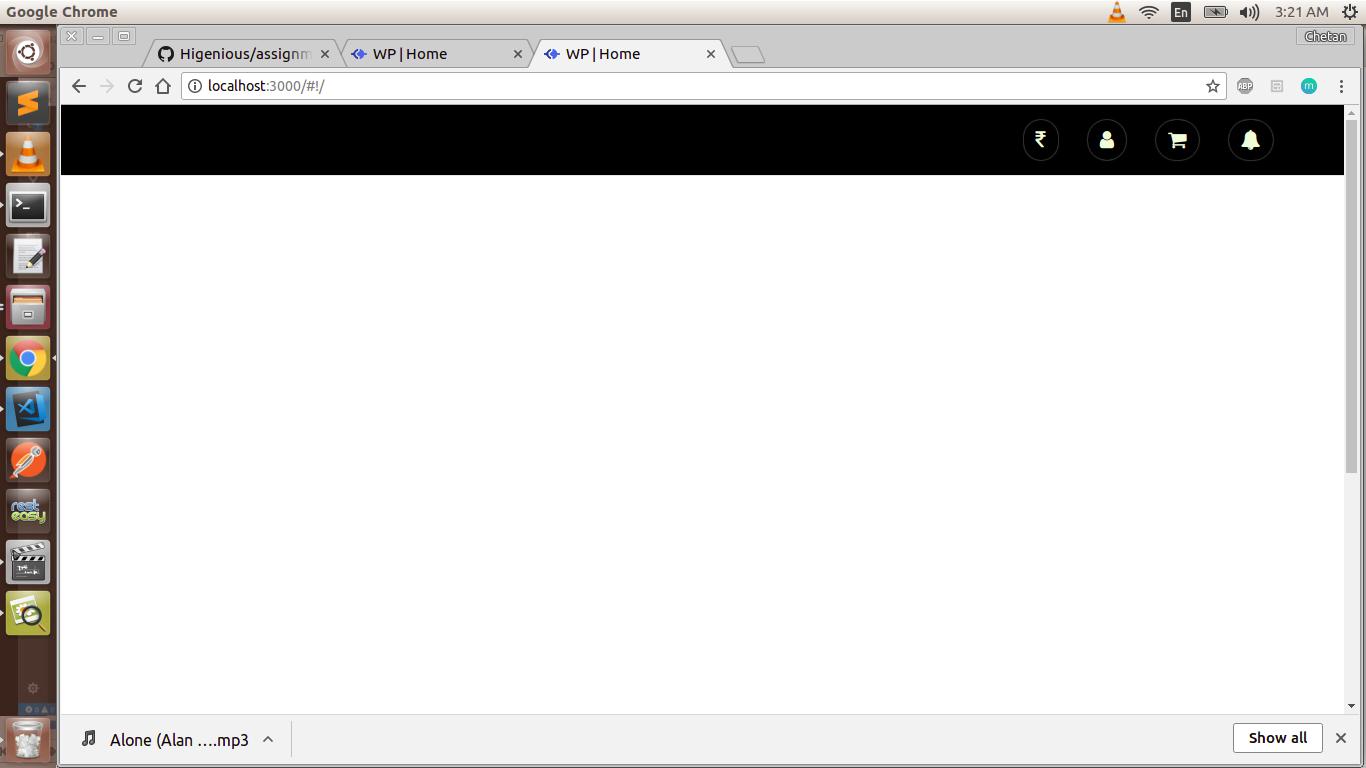 Google Chrome
En
3:21 AM
Chetan
Higenious/assignm
WP | Home
WP | Home
localhost:3000/#!/
ABP
m
₹
>_
rest
easy
Alone (Alan ….mp3
Show all